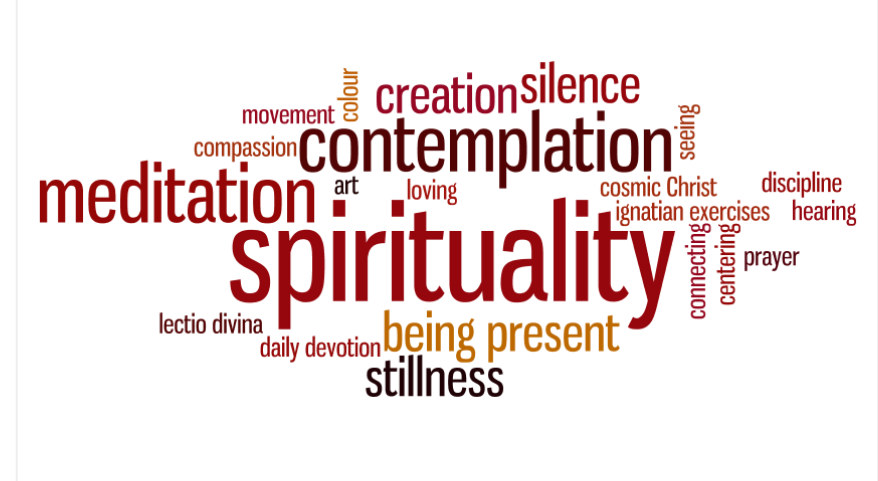 silence
colour
creation
movement
contemplation
seeing
compassion
meditation
art
loving
cosmic Christ
discipline
ignatian exercises
hearing
spirituality
connecting
centering
prayer
lectio divina
being present
daily devotion
stillness